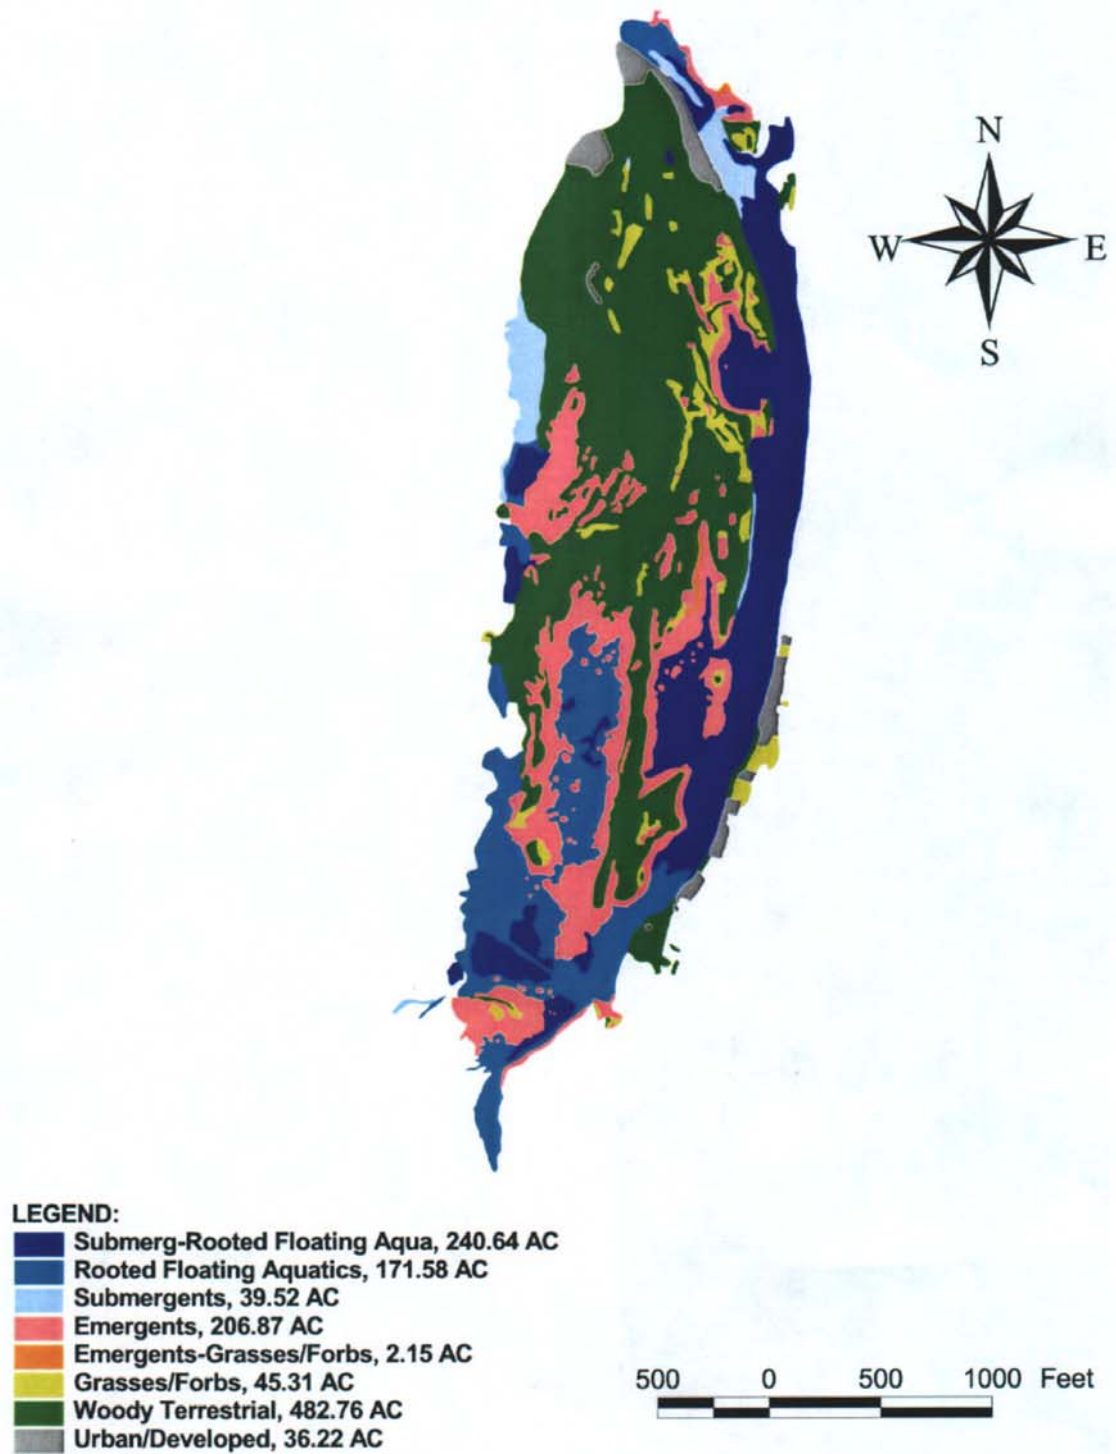 N
W E
S
LEGEND:
Submerg-Rooted Floating Aqua, 240.64 AC
Rooted Floating Aquatics, 171.58 AC
Submergents, 39.52 AC
Emergents, 206.87 AC
Emergents-Grasses/Forbs, 2.15 AC
Grasses/Forbs, 45.31 AC
Woody Terrestrial, 482.76 AC
Urban/Developed, 36.22 AC
500 0 500 1000 Feet